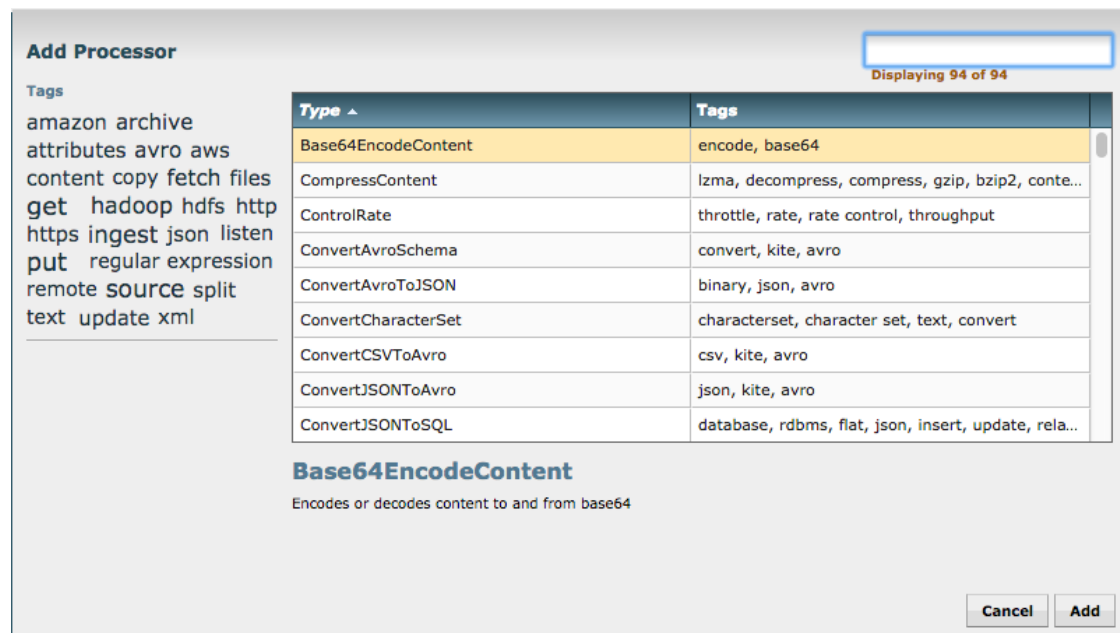 Add Processor
Displaying 94 of 94
Tags
amazon archive
attributes avro aws
content copy fetch files
get hadoop hdfs http
https ingest json listen
put regular expression
remote source split
text update xml
Type Tags
Base64EncodeContent encode, base64
CompressContent lzma, decompress, compress, gzip, bzip2, conte...
ControlRate throttle, rate, rate control, throughput
ConvertAvroSchema convert, kite, avro
ConvertAvroToJSON binary, json, avro
ConvertCharacterSet characterset, character set, text, convert
ConvertCSVToAvro csv, kite, avro
ConvertJSONToAvro json, kite, avro
ConvertJSONToSQL database, rdbms, flat, json, insert, update, rela...
Base64EncodeContent
Encodes or decodes content to and from base64
Cancel Add